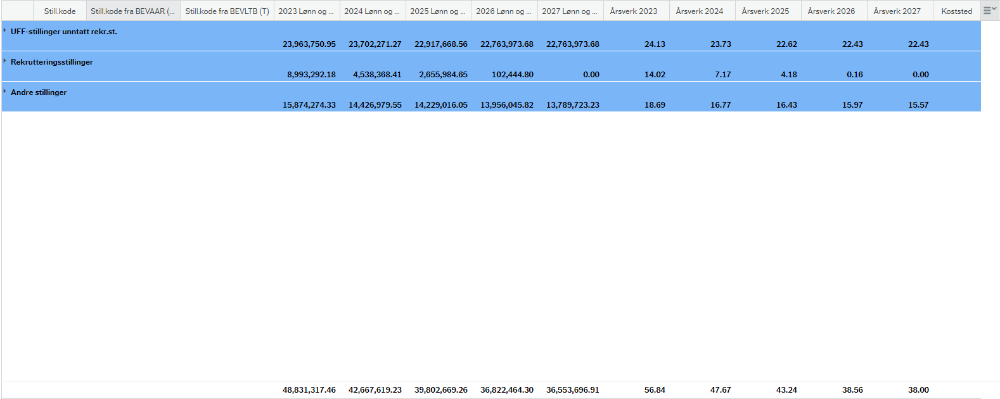 Still.kode Still.kode fra BEVAAR (... Still.kode fra BEVLTB (T) 2023 Lønn og ... 2024 Lønn og ... 2025 Lønn og ... 2026 Lønn og ... 2027 Lønn og ... Årsverk 2023 Årsverk 2024 Årsverk 2025 Årsverk 2026 Årsverk 2027 Koststed
UFF-stillinger unntatt rekr.st.
23,963,750.95 23,702,271.27 22,917,668.56 22,763,973.68 22,763,973.68 24.13 23.73 22.62 22.43 22.43
Rekrutteringsstillinger
8,993,292.18 4,538,368.41 2,655,984.65 102,444.80 0.00 14.02 7.17 4.18 0.16 0.00
Andre stillinger
15,874,274.33 14,426,979.55 14,229,016.05 13,956,045.82 13,789,723.23 18.69 16.77 16.43 15.97 15.57
48,831,317.46 42,667,619.23 39,802,669.26 36,822,464.30 36,553,696.91 56.84 47.67 43.24 38.56 38.00